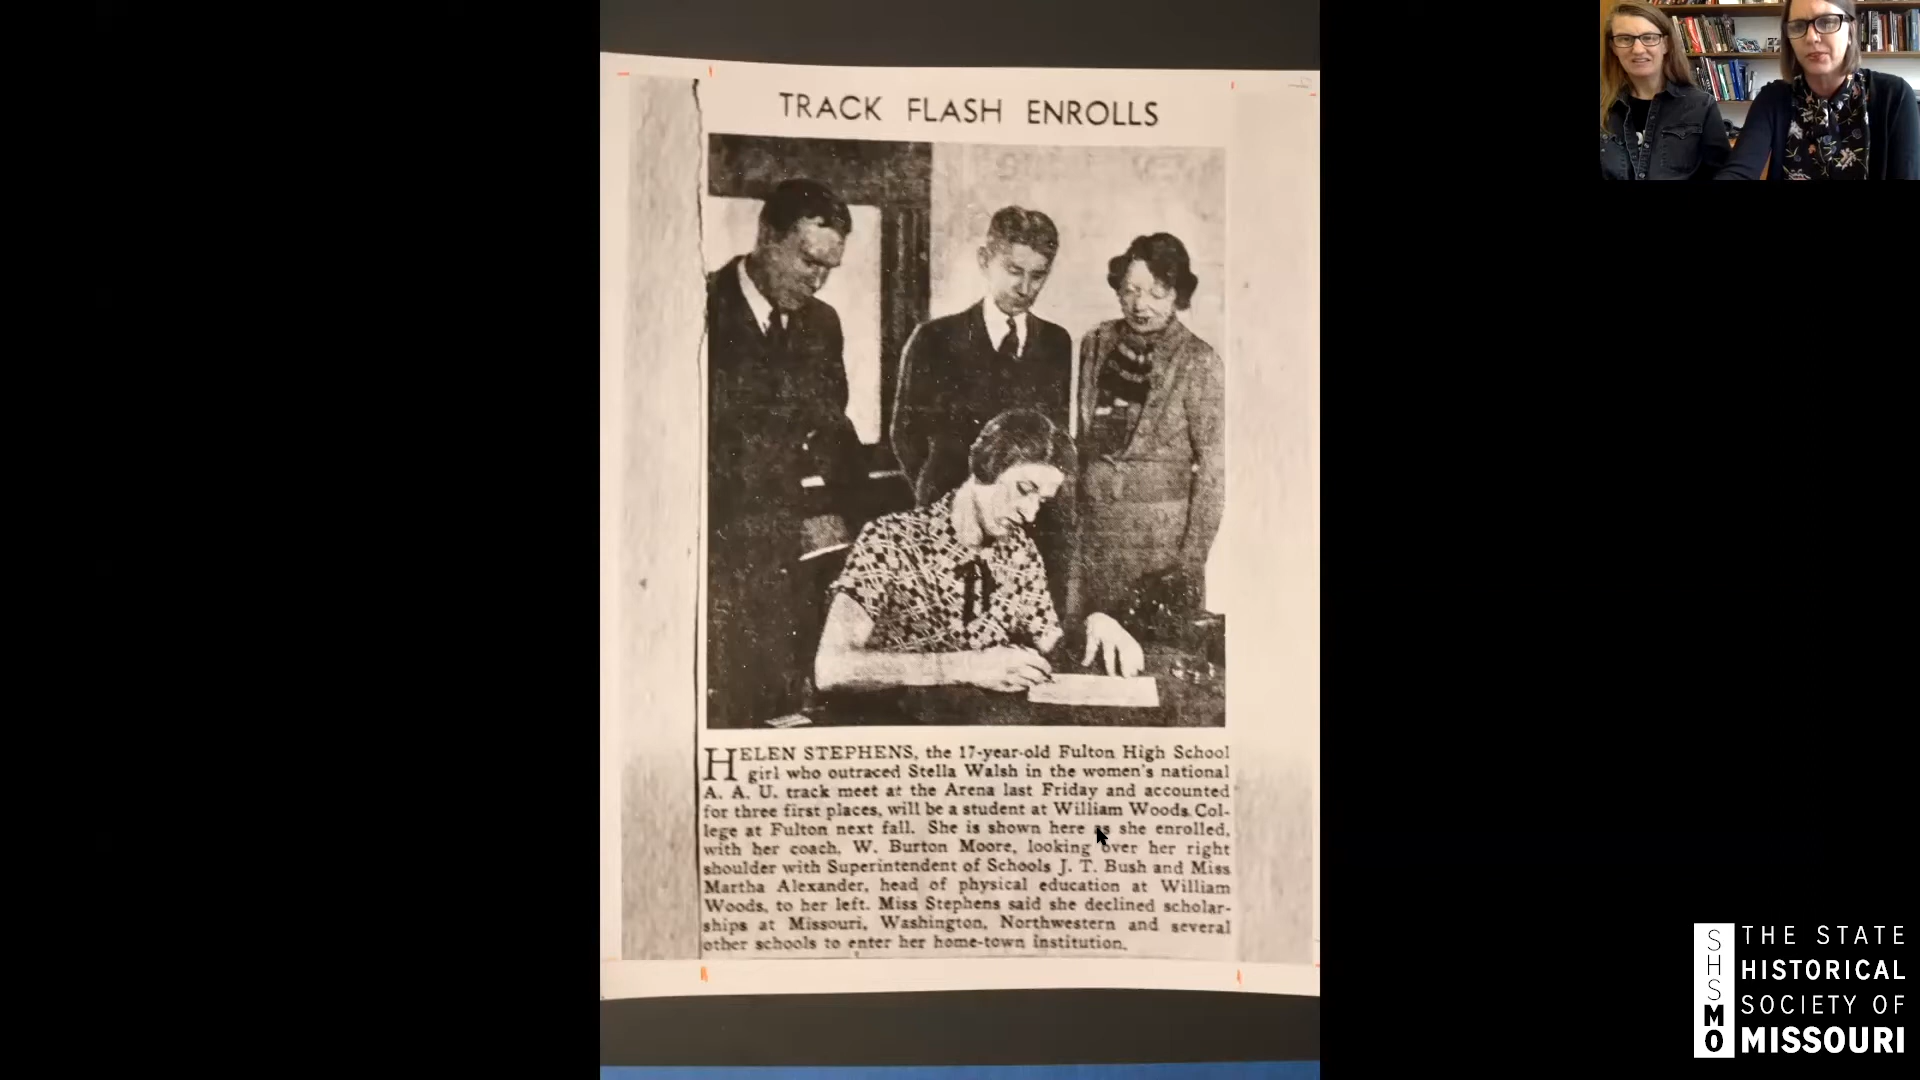 TRACK FLASH ENROLLS
HELEN STEPHENS, the 17-year-old Fulton High School
girl who outraced Stella Walsh in the women's national
A. A. U. track meet at the Arena last Friday and accounted
for three first places, will be a student at William Woods Col-
lege at Fulton next fall. She is shown here as she enrolled,
with her coach, W. Burton Moore, looking over her right
shoulder with Superintendent of Schools J. T. Bush and Miss
Martha Alexander, head of physical education at William
Woods, to her left. Miss Stephens said she declined scholar-
ships at Missouri, Washington, Northwestern and several
other schools to enter her home-town institution.
SHSMO
THE STATE
HISTORICAL
SOCIETY OF
MISSOURI